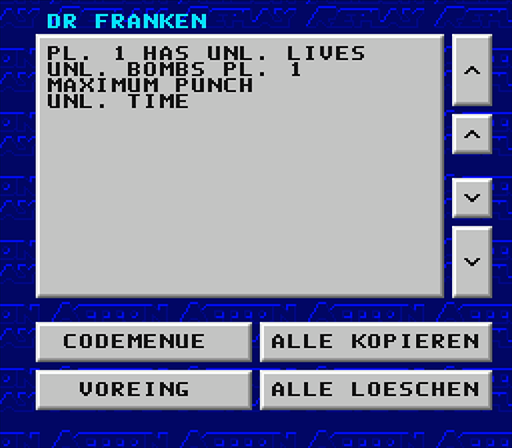 DR FRANKEN
PL. 1 HAS UNL. LIVES
UNL. BOMBS PL. 1
MAXIMUM PUNCH
UNL. TIME
CODEMENUE
ALLE KOPIEREN
VOREING
ALLE LOESCHEN